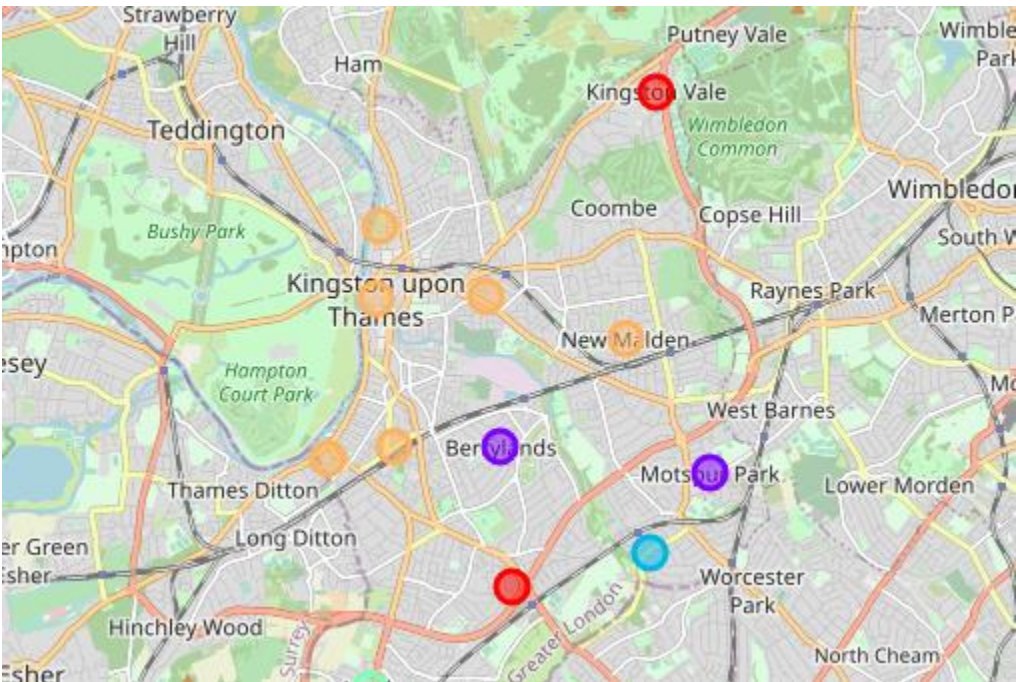 Strawberry
Hill
Putney Vale
Wimble
Park
Ham
Kingston Vale
Teddington
Wimbledon
Common
Wimbledo
Coombe
Copse Hill
Bushy Park
South W
mpton
Kingston upon
Thames
Raynes Park
Merton P
New Malden
esey
Hampton
Court Park
Mo
West Barnes
Berrylands
Motspur Park
Lower Morden
Thames Ditton
Long Ditton
er Green
Esher
Worcester
Park
Hinchley Wood
Surrey
Greater London
North Cheam
Esher